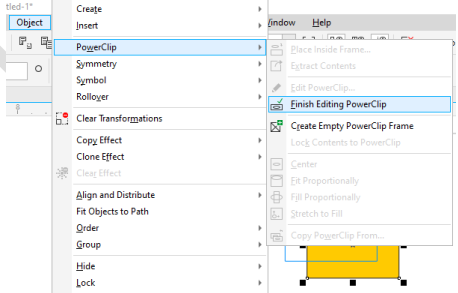 tled-1*
Object
Window Help
Create
Insert
PowerClip
Symmetry
Symbol
Rollover
Clear Transformations
Copy Effect
Clone Effect
Clear Effect
Align and Distribute
Fit Objects to Path
Order
Group
Hide
Lock
Place Inside Frame...
Extract Contents
Edit PowerClip...
Finish Editing PowerClip
Create Empty PowerClip Frame
Lock Contents to PowerClip
Center
Fit Proportionally
Fill Proportionally
Stretch to Fill
Copy PowerClip From...